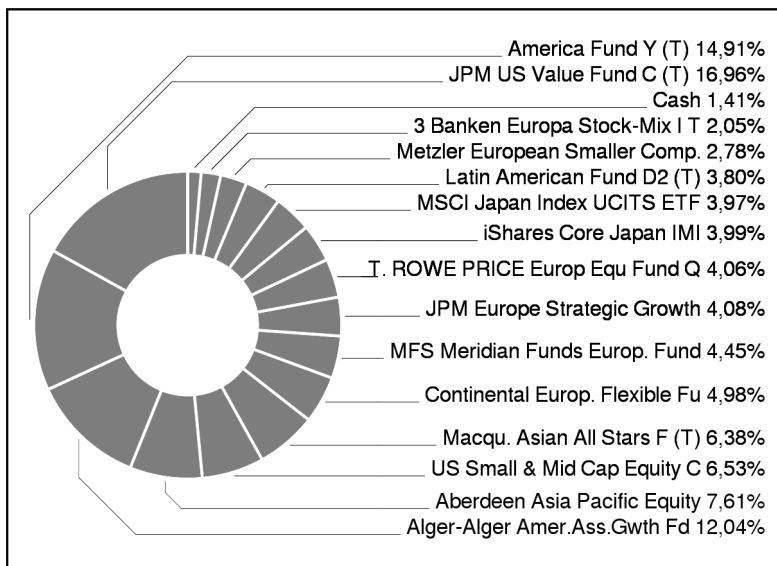 America Fund Y (T) 14,91%
JPM US Value Fund C (T) 16,96%
Cash 1,41%
3 Banken Europa Stock-Mix I T 2,05%
Metzler European Smaller Comp. 2,78%
Latin American Fund D2 (T) 3,80%
MSCI Japan Index UCITS ETF 3,97%
iShares Core Japan IMI 3,99%
T. ROWE PRICE Europ Equ Fund Q 4,06%
JPM Europe Strategic Growth 4,08%
MFS Meridian Funds Europ. Fund 4,45%
Continental Europ. Flexible Fu 4,98%
Macqu. Asian All Stars F (T) 6,38%
US Small & Mid Cap Equity C 6,53%
Aberdeen Asia Pacific Equity 7,61%
Alger-Alger Amer.Ass.Gwth Fd 12,04%